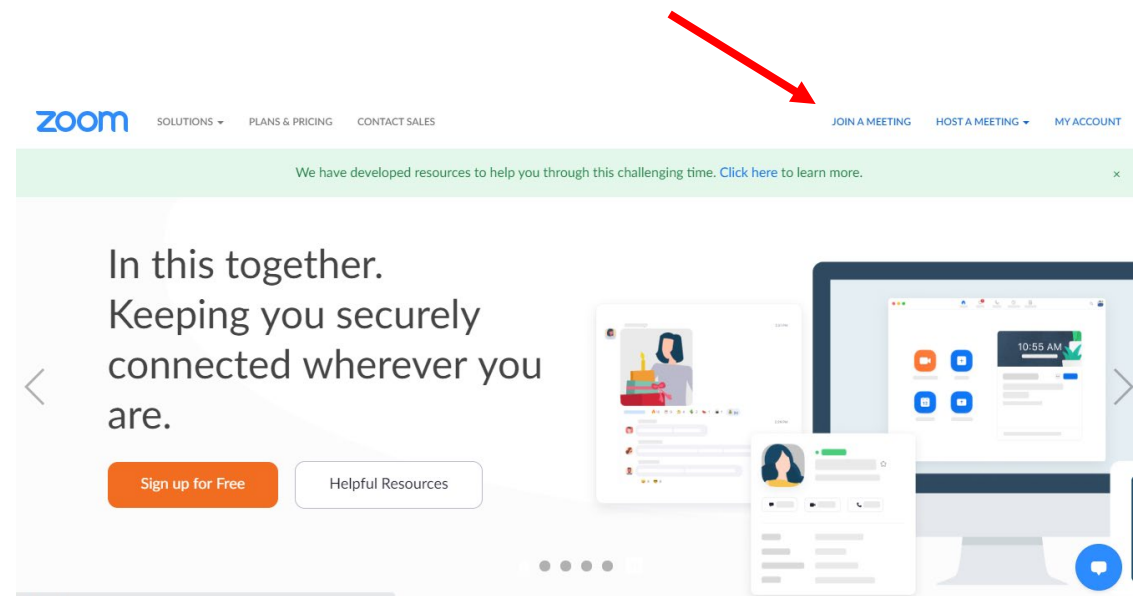 zoom SOLUTIONS PLANS & PRICING CONTACT SALES JOIN A MEETING HOST A MEETING MY ACCOUNT
We have developed resources to help you through this challenging time. Click here to learn more. ×
In this together.
Keeping you securely
connected wherever you
are.
10:55 AM
Sign up for Free Helpful Resources